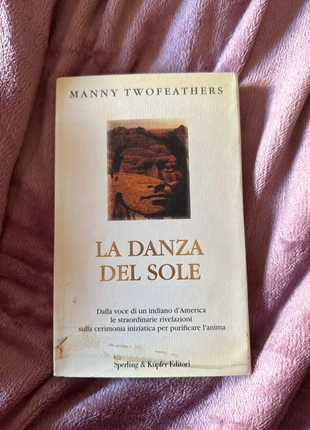 MANNY TWOFEATHERS
LA DANZA
DEL SOLE
Dalla voce di un indiano d'America
le straordinarie rivelazioni
sulla cerimonia iniziatica per purificare l'anima
Sperling & Kupfer Editori